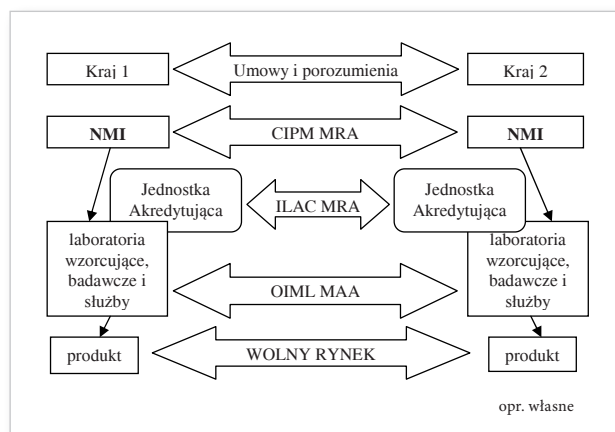 Kraj 1
Umowy i porozumienia
Kraj 2
NMI
CIPM MRA
NMI
Jednostka
Akredytująca
ILAC MRA
Jednostka
Akredytująca
laboratoria
wzorcujące,
badawcze i
służby
OIML MAA
laboratoria
wzorcujące,
badawcze i
służby
produkt
WOLNY RYNEK
produkt
opr. własne